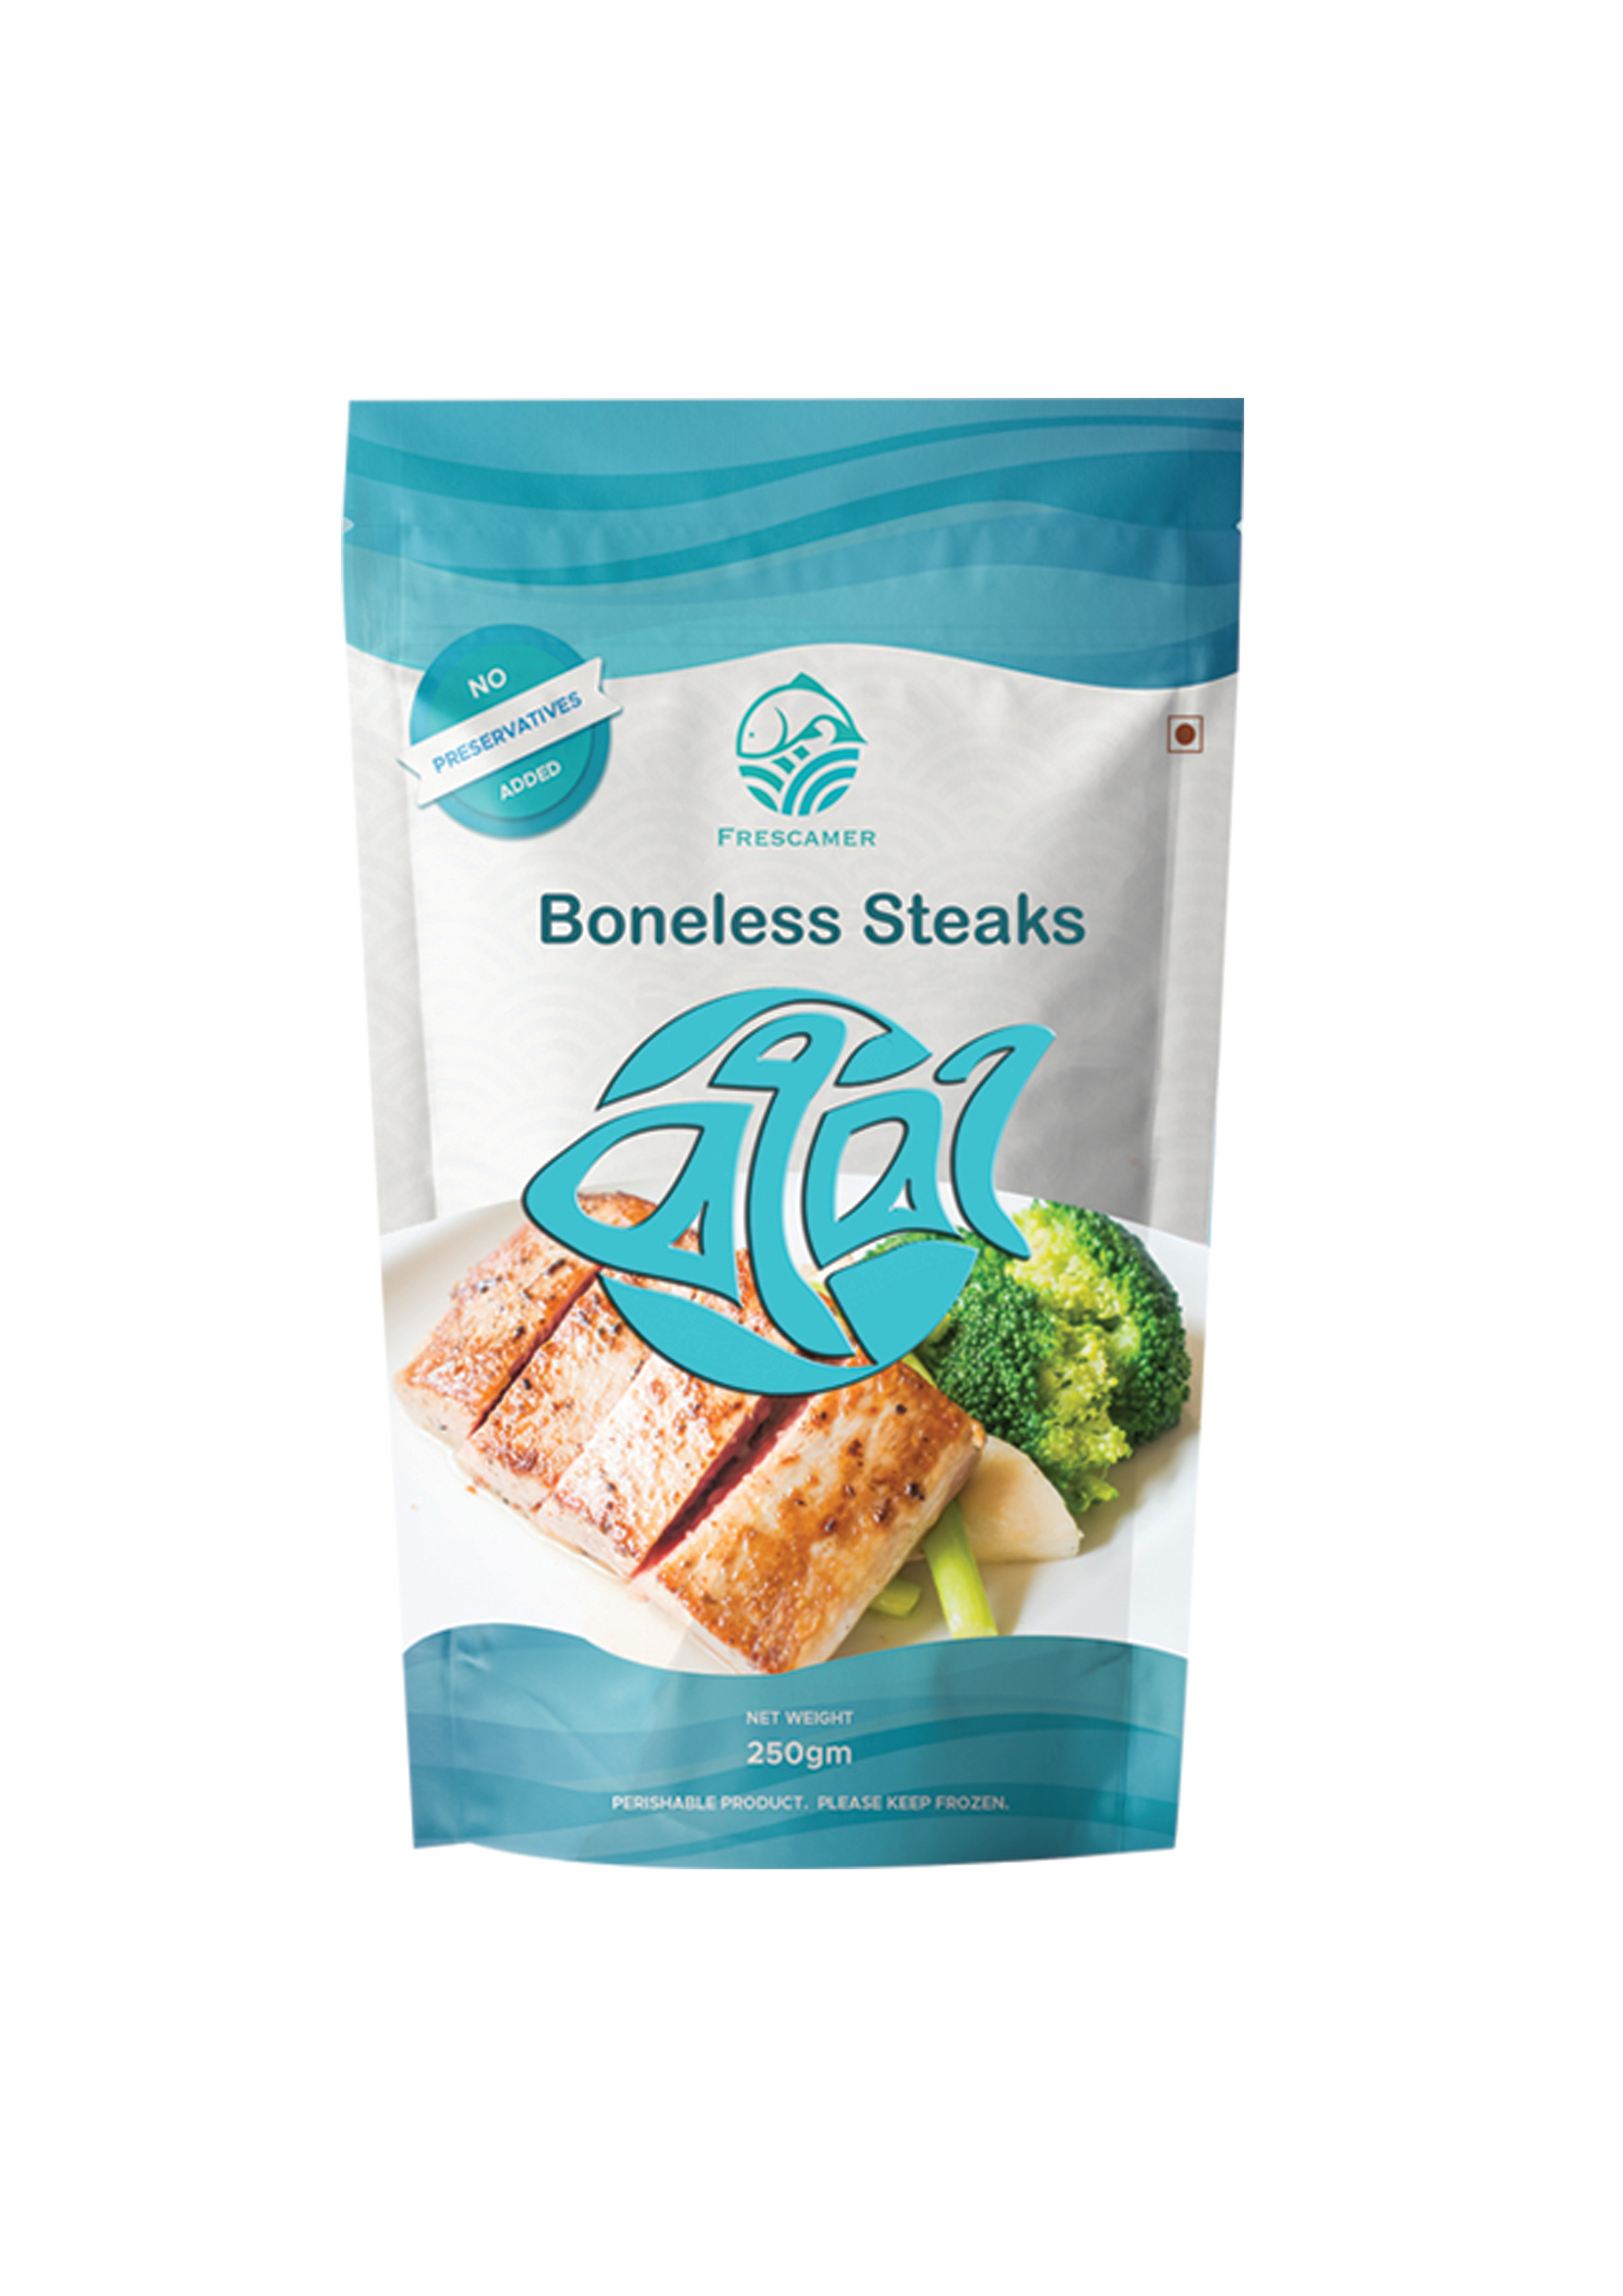 NO
PRESERVATIVES
ADDED
FRESCAMER
Boneless Steaks
NET WEIGHT
250gm
PERISHABLE PRODUCT. PLEASE KEEP FROZEN.